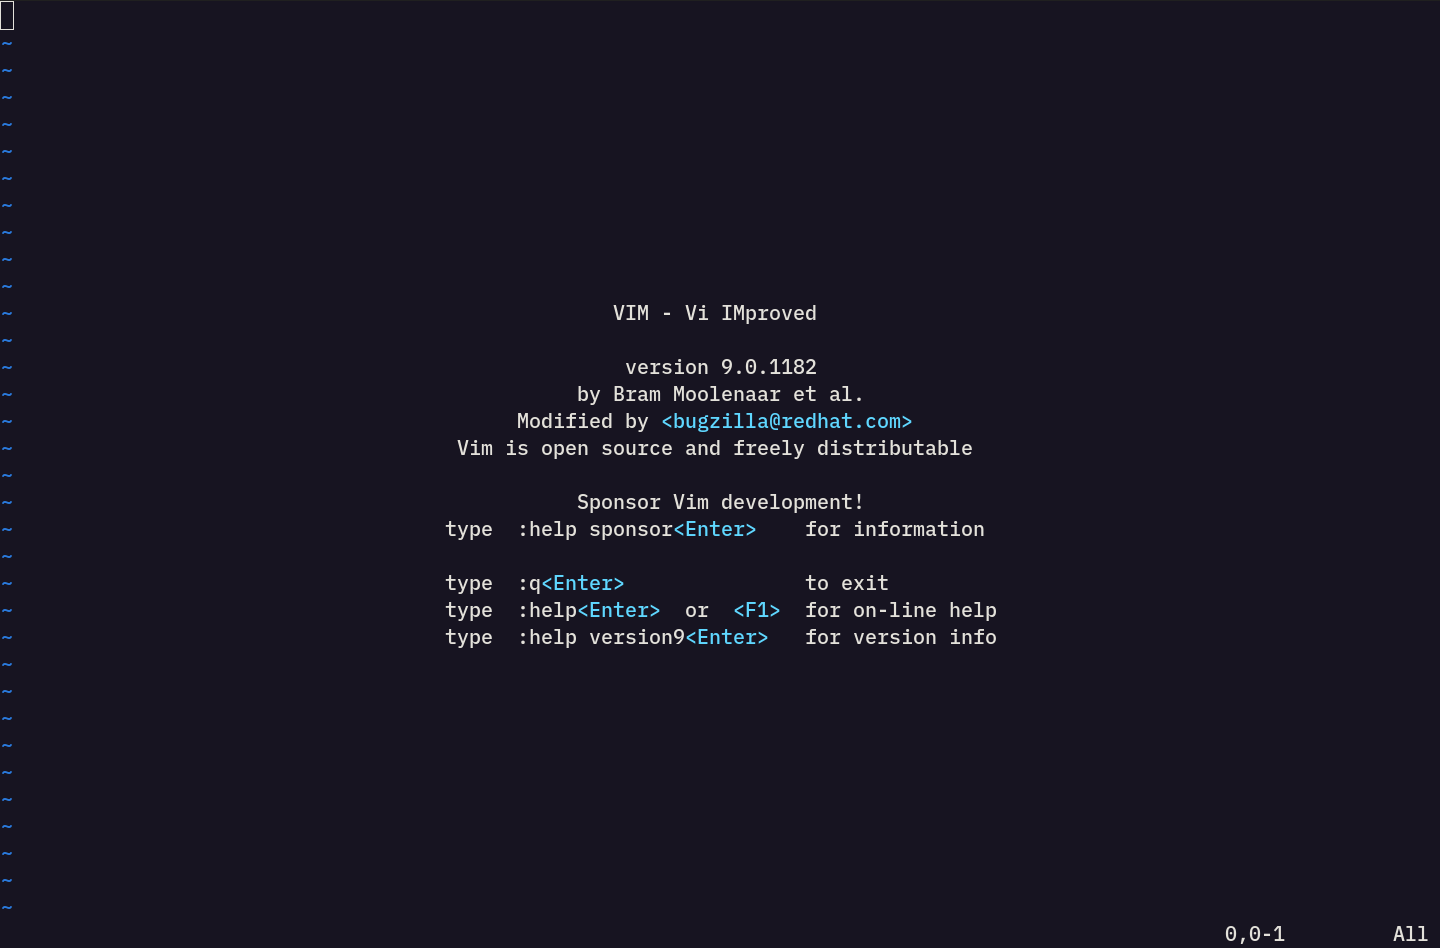 ~
~
~
~
~
~
~
~
~
~
~ VIM - Vi IMproved
~
~ version 9.0.1182
~ by Bram Moolenaar et al.
~ Modified by <bugzilla@redhat.com>
~ Vim is open source and freely distributable
~
~ Sponsor Vim development!
~ type  :help sponsor<Enter>    for information
~
~ type  :q<Enter>               to exit
~ type  :help<Enter>  or  <F1>  for on-line help
~ type  :help version9<Enter>   for version info
~
~
~
~
~
~
~
~
~
~
0,0-1         All